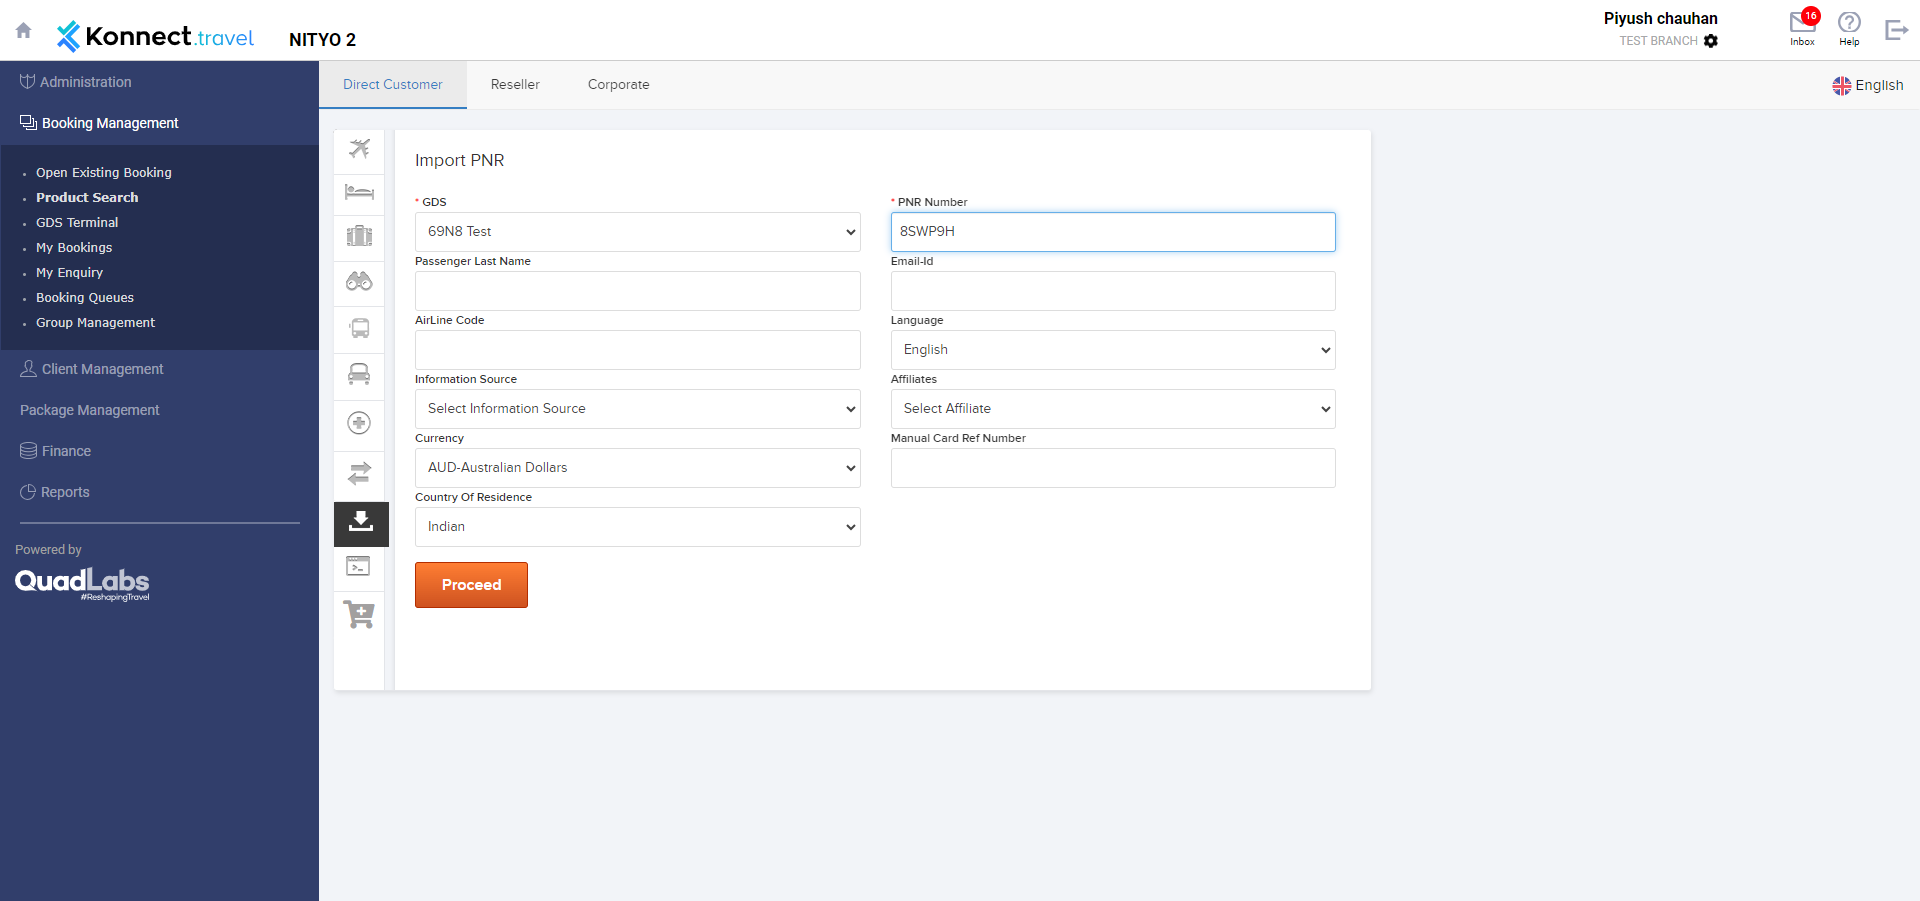 Konnect.travel
NITYO 2
Piyush chauhan
TEST BRANCH
16
Inbox
Help
Administration
Booking Management
Open Existing Booking
Product Search
GDS Terminal
My Bookings
My Enquiry
Booking Queues
Group Management
Client Management
Package Management
Finance
Reports
Powered by
QuadLabs
#ReshapingTravel
Direct Customer
Reseller
Corporate
English
Import PNR
* GDS
69N8 Test
* PNR Number
8SWP9H
Passenger Last Name
Email-Id
AirLine Code
Language
English
Information Source
Select Information Source
Affiliates
Select Affiliate
Currency
AUD-Australian Dollars
Manual Card Ref Number
Country Of Residence
Indian
Proceed